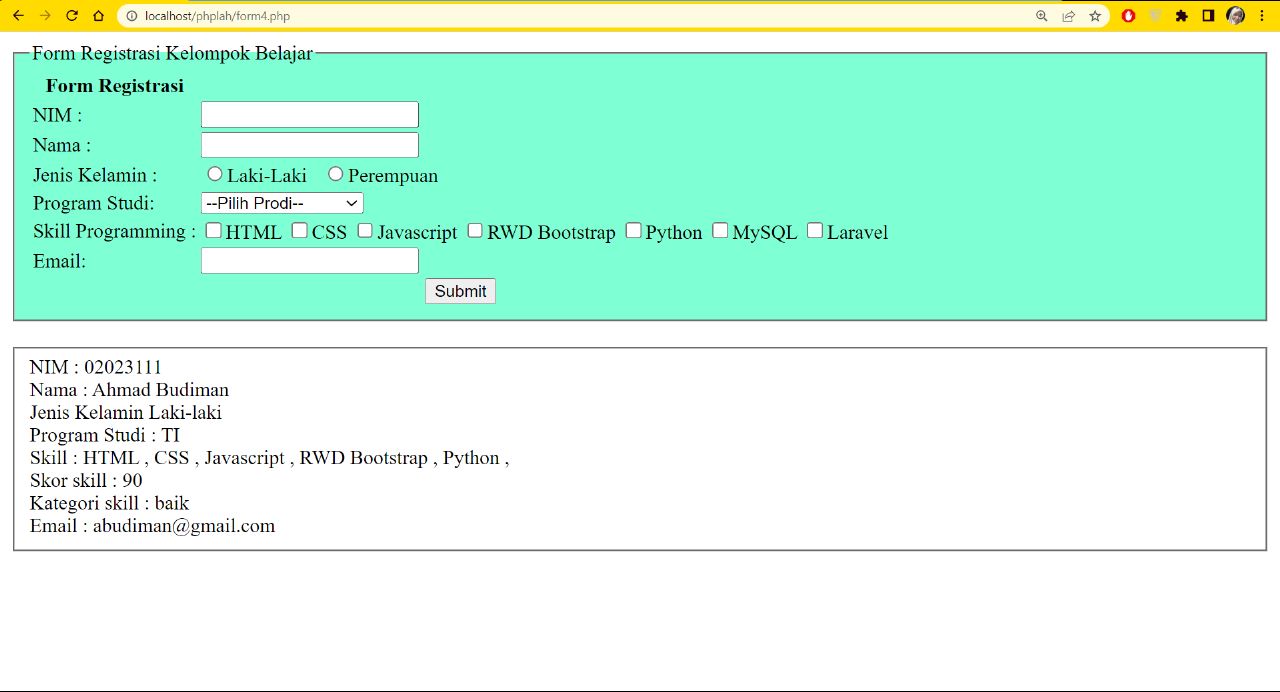 localhost/phplah/form4.php
Form Registrasi Kelompok Belajar
Form Registrasi
NIM :
Nama :
Jenis Kelamin : Laki-Laki Perempuan
Program Studi: --Pilih Prodi--
Skill Programming : HTML CSS Javascript RWD Bootstrap Python MySQL Laravel
Email:
Submit
NIM : 02023111
Nama : Ahmad Budiman
Jenis Kelamin Laki-laki
Program Studi : TI
Skill : HTML , CSS , Javascript , RWD Bootstrap , Python ,
Skor skill : 90
Kategori skill : baik
Email : abudiman@gmail.com